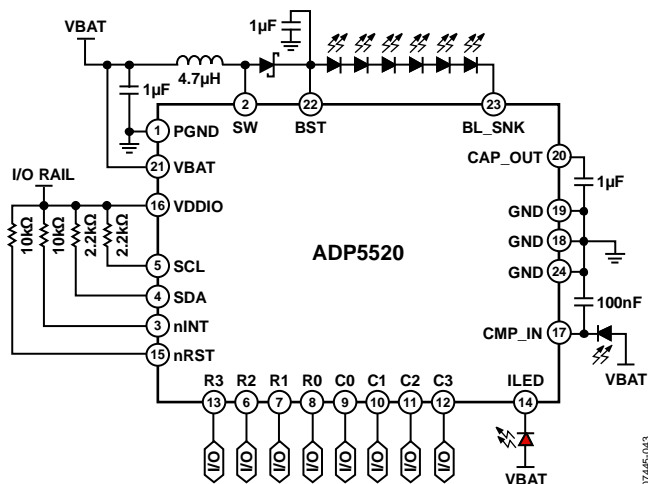 VBAT
1μF
4.7μH
1μF
2
SW
22
BST
23
BL_SNK
1
PGND
21
VBAT
I/O RAIL
16
VDDIO
10kΩ
10kΩ
2.2kΩ
2.2kΩ
5
SCL
4
SDA
3
nINT
15
nRST
ADP5520
CAP_OUT
20
1μF
GND
19
GND
18
GND
24
100nF
CMP_IN
17
VBAT
R3 R2 R1 R0 C0 C1 C2 C3 ILED
13 6 7 8 9 10 11 12 14
I/O I/O I/O I/O I/O I/O I/O I/O
VBAT
07445-043